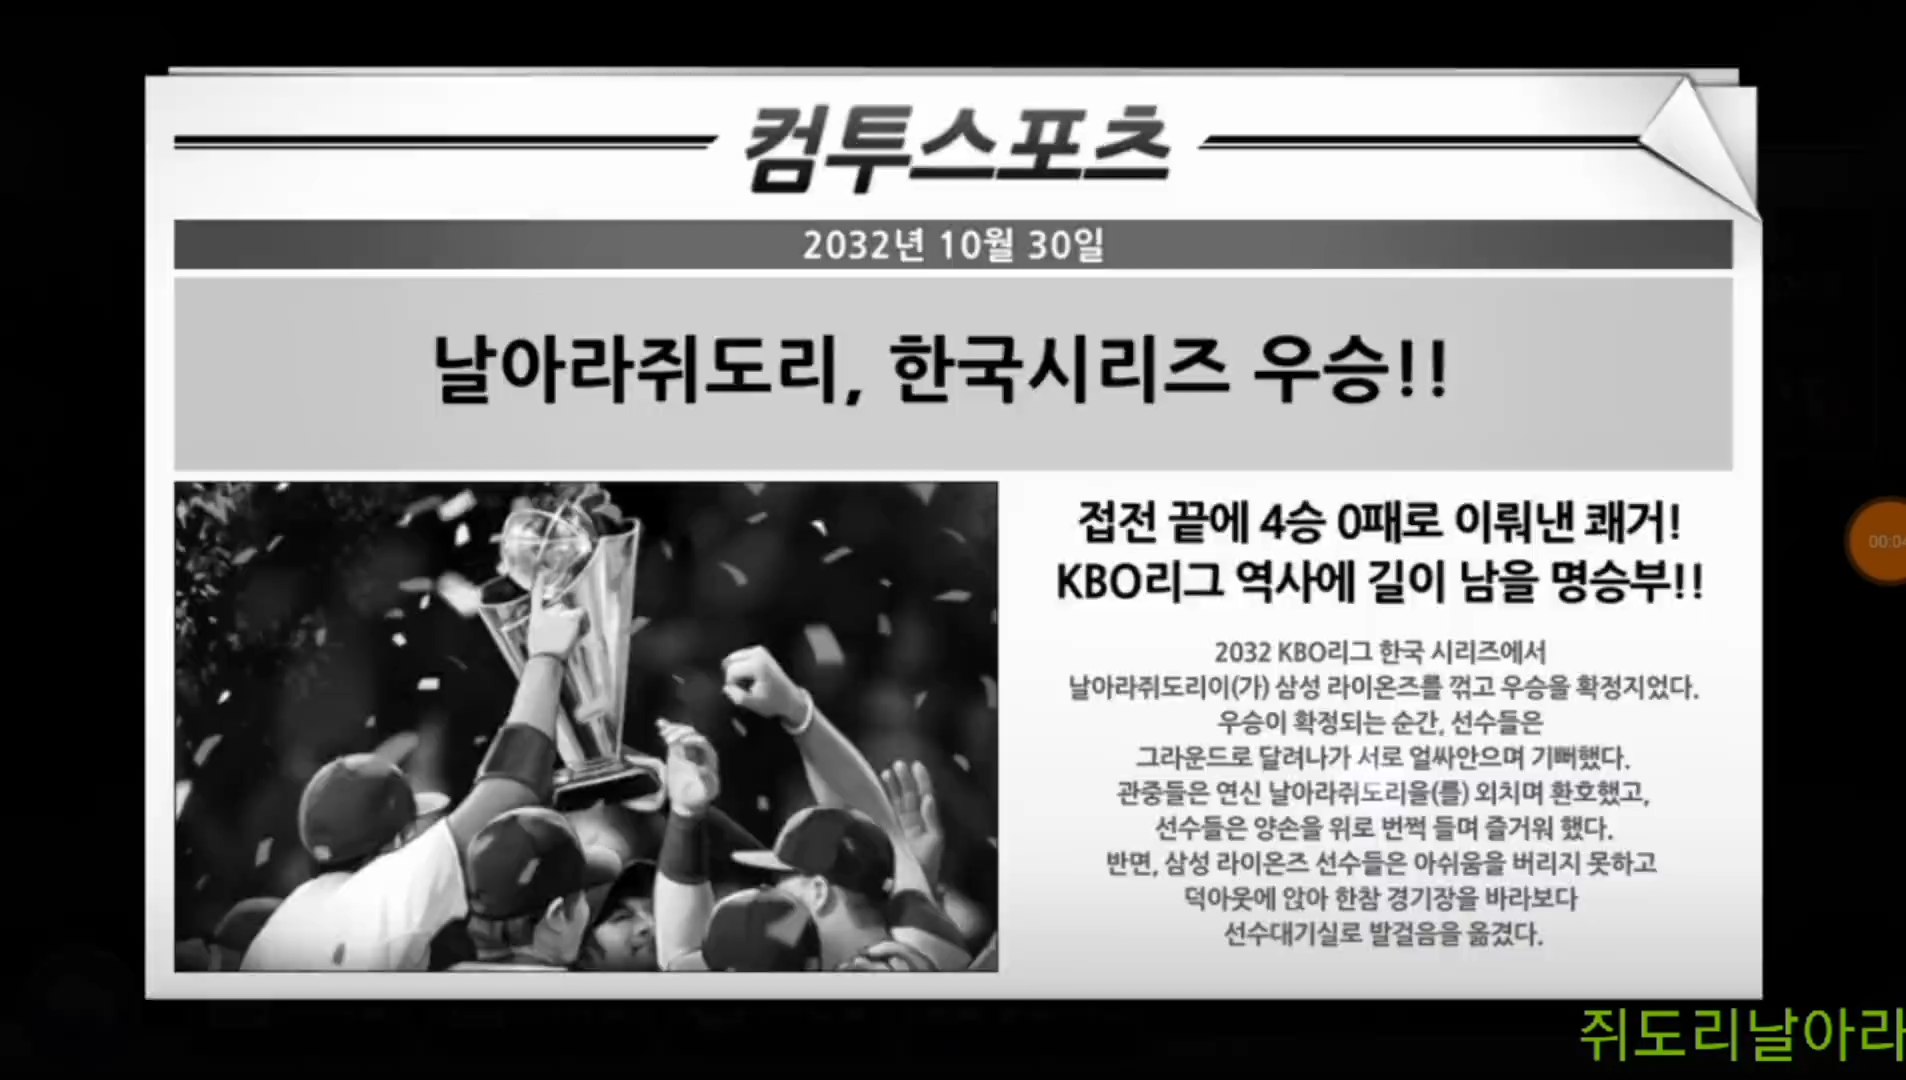 컴투스포츠
2032년 10월 30일
날아라쥐도리, 한국시리즈 우승!!
접전 끝에 4승 0패로 이뤄낸 쾌거!
KBO리그 역사에 길이 남을 명승부!!
2032 KBO리그 한국 시리즈에서
날아라쥐도리이(가) 삼성 라이온즈를 꺾고 우승을 확정지었다.
우승이 확정되는 순간, 선수들은
그라운드로 달려나가 서로 얼싸안으며 기뻐했다.
관중들은 연신 날아라쥐도리을(를) 외치며 환호했고,
선수들은 양손을 위로 번쩍 들며 즐거워 했다.
반면, 삼성 라이온즈 선수들은 아쉬움을 버리지 못하고
덕아웃에 앉아 한참 경기장을 바라보다
선수대기실로 발걸음을 옮겼다.
00:04
쥐도리날아라